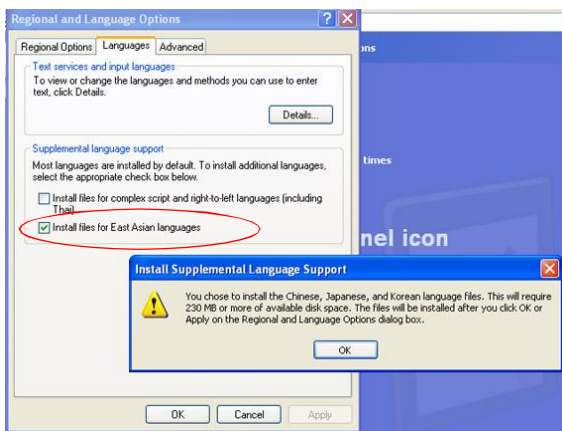 Regional and Language Options
ons
Regional Options Languages Advanced
Text services and input languages
To view or change the languages and methods you can use to enter
text, click Details.
Details...
Supplemental language support
Most languages are installed by default. To install additional languages,
select the appropriate check box below.
times
Install files for complex script and right-to-left languages (including
Thai)
Install files for East Asian languages
nel icon
Install Supplemental Language Support
You chose to install the Chinese, Japanese, and Korean language files. This will require
230 MB or more of available disk space. The files will be installed after you click OK or
Apply on the Regional and Language Options dialog box.
OK
OK Cancel Apply